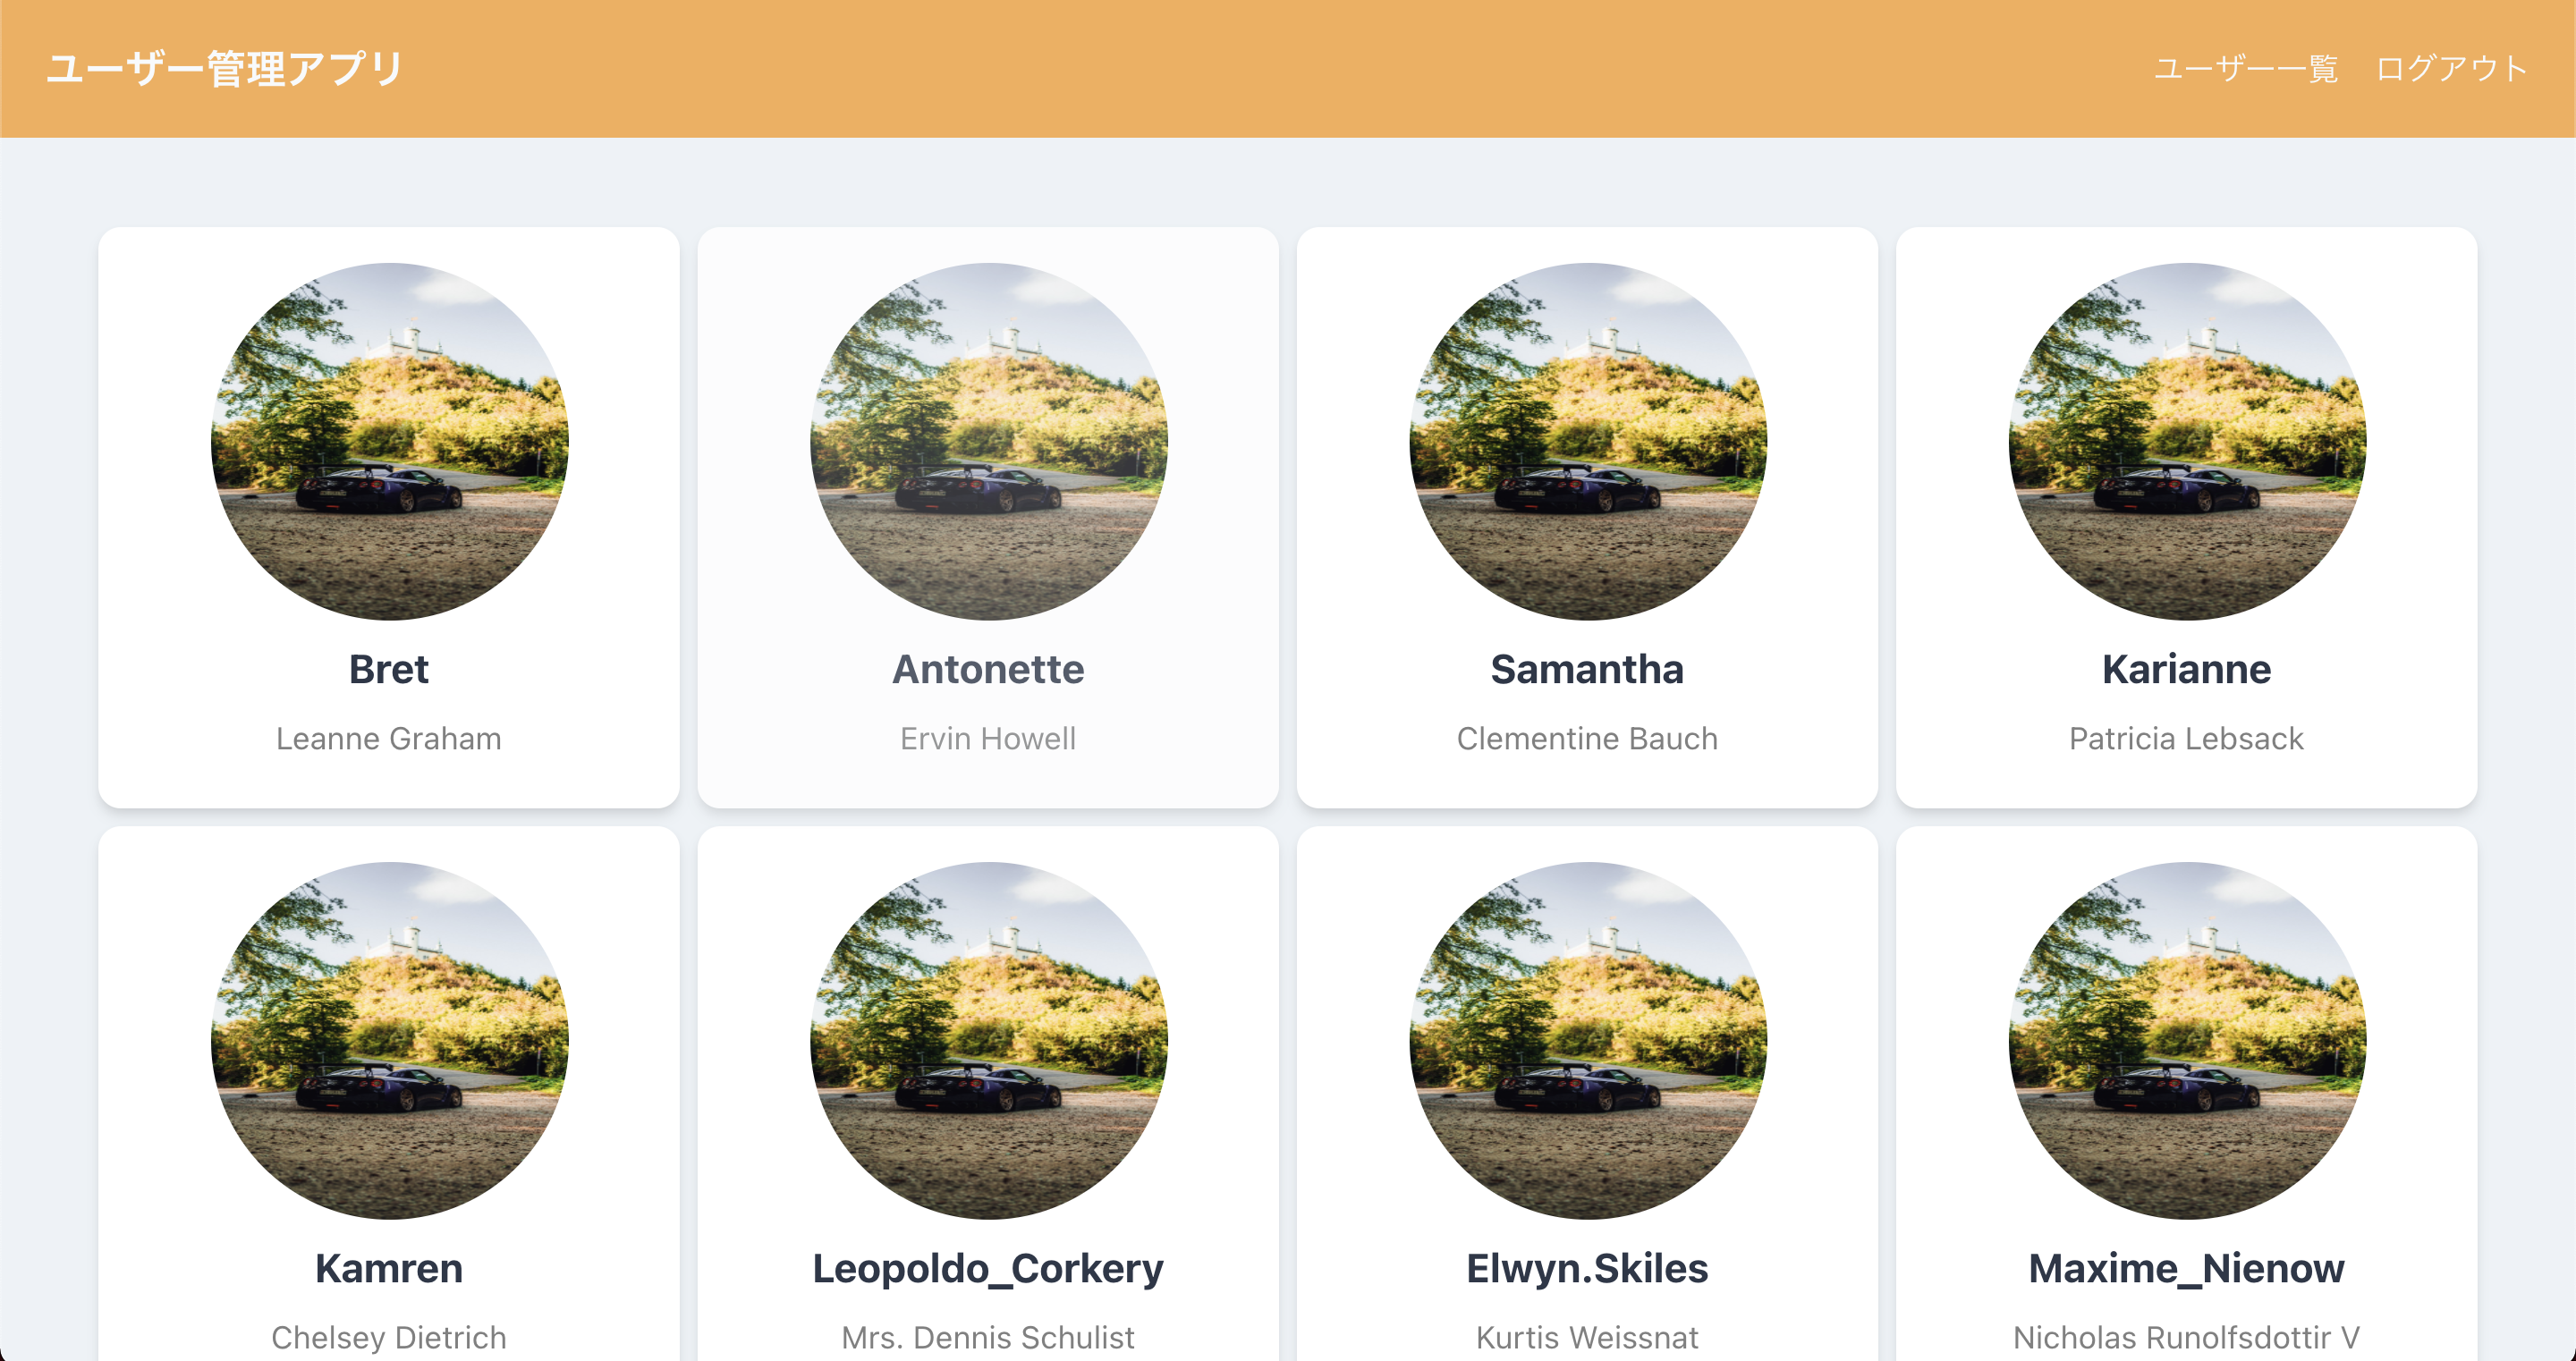 ユーザー管理アプリ
ユーザー一覧 ログアウト
Bret
Leanne Graham
Antonette
Ervin Howell
Samantha
Clementine Bauch
Karianne
Patricia Lebsack
Kamren
Chelsey Dietrich
Leopoldo_Corkery
Mrs. Dennis Schulist
Elwyn.Skiles
Kurtis Weissnat
Maxime_Nienow
Nicholas Runolfsdottir V